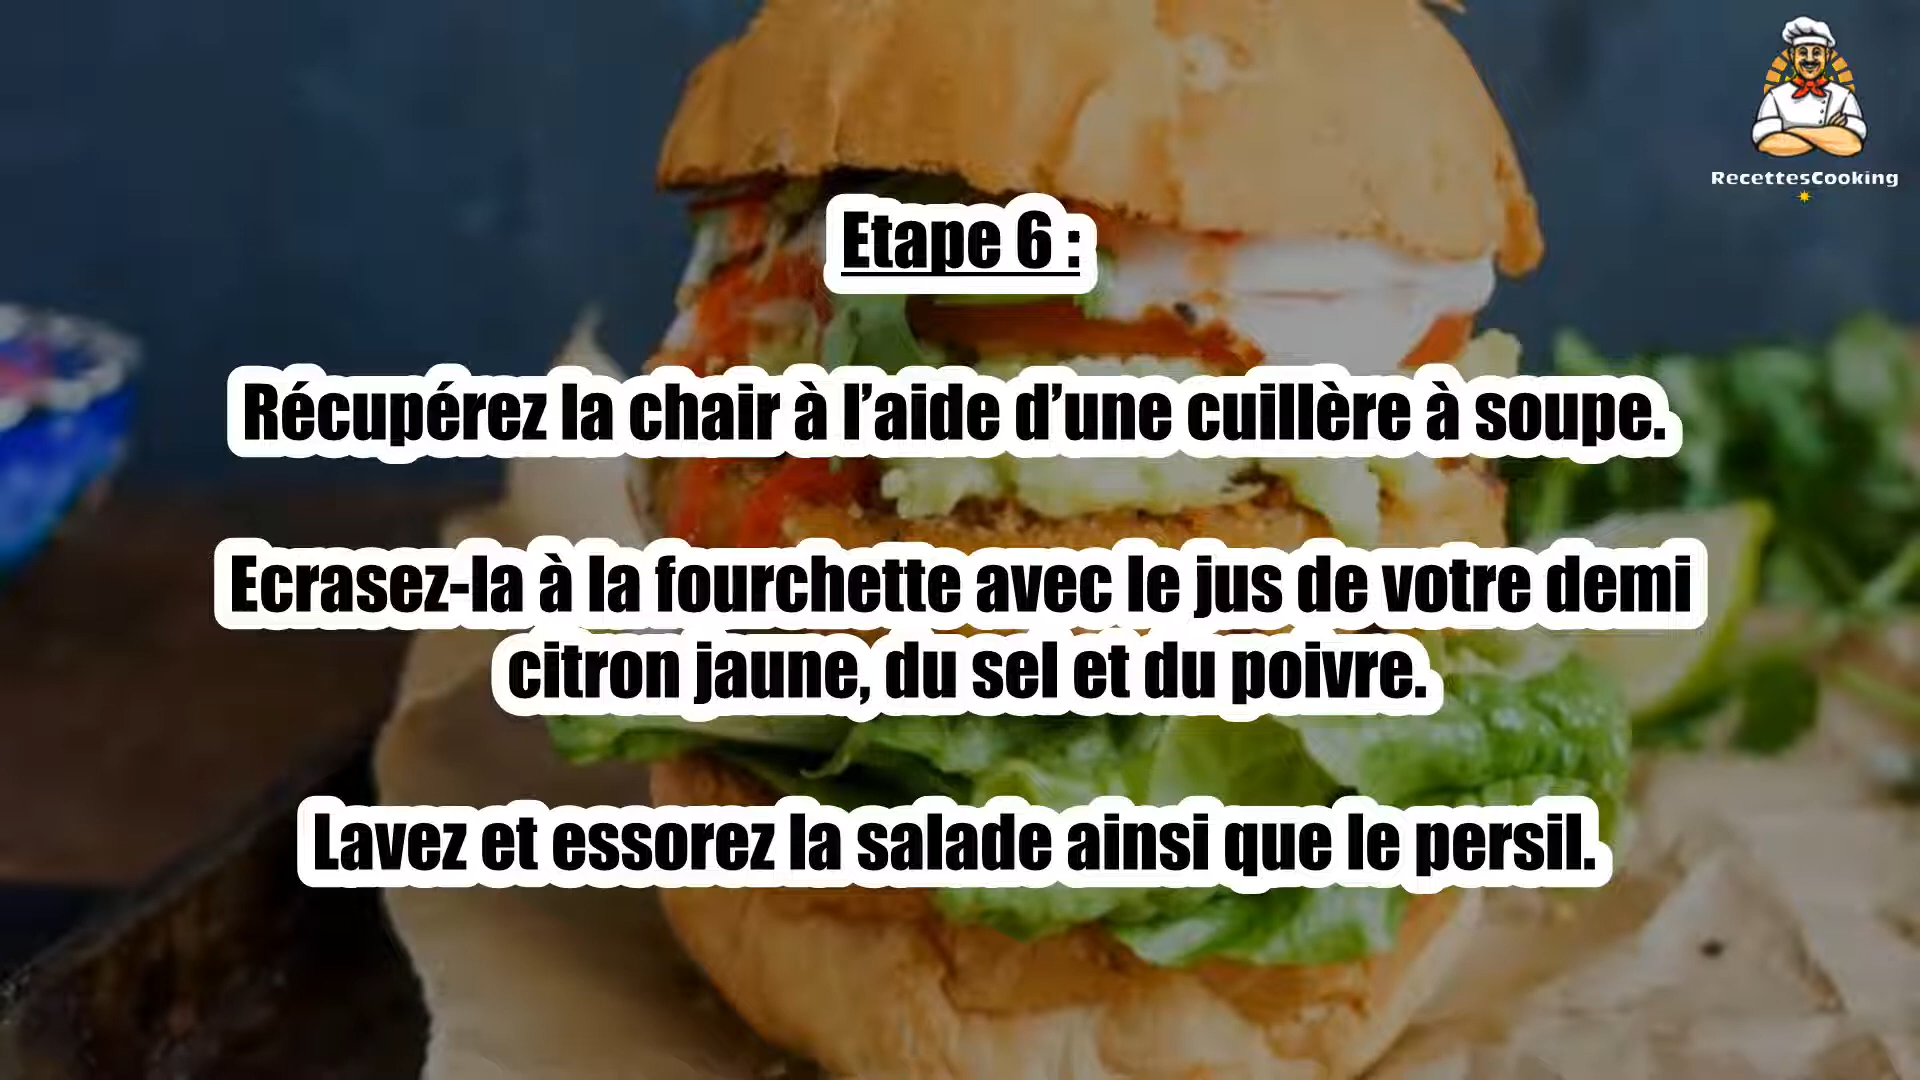 RecettesCooking
Etape 6 :
Récupérez la chair à l’aide d’une cuillère à soupe.
Ecrasez-la à la fourchette avec le jus de votre demi
citron jaune, du sel et du poivre.
Lavez et essorez la salade ainsi que le persil.